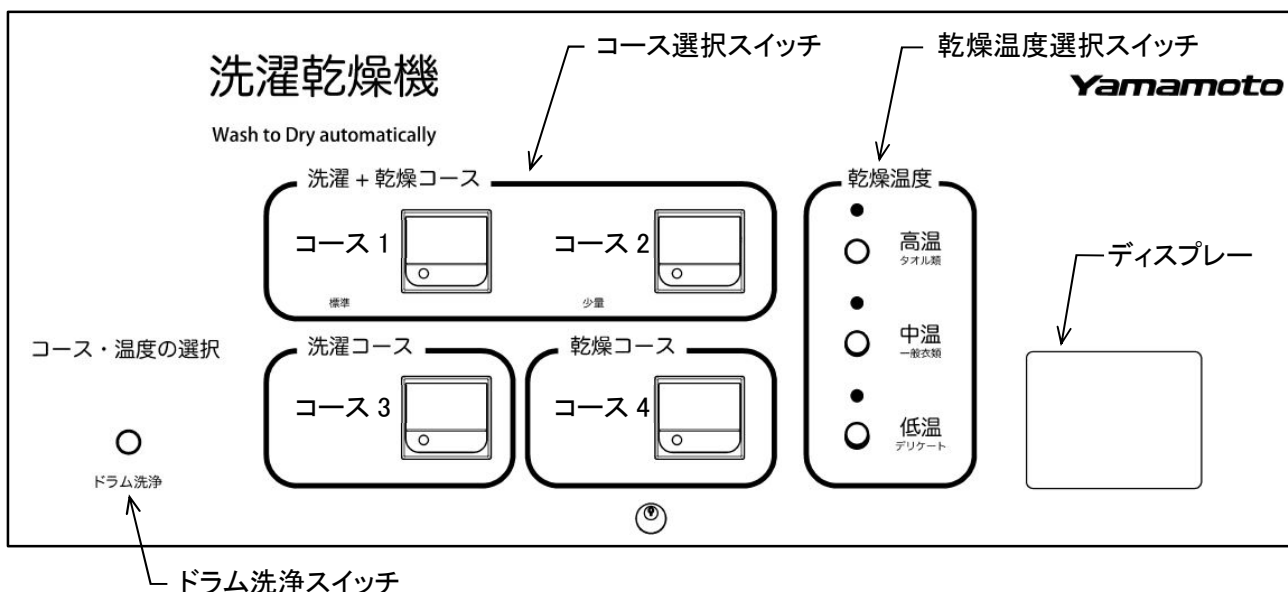 コース選択スイッチ
乾燥温度選択スイッチ
洗濯乾燥機
Yamamoto
Wash to Dry automatically
洗濯 + 乾燥コース
乾燥温度
コース 1
コース 2
標準
少量
高温
タオル類
ディスプレー
中温
一般衣類
コース・温度の選択
洗濯コース
乾燥コース
コース 3
コース 4
低温
デリケート
ドラム洗浄
ドラム洗浄スイッチ